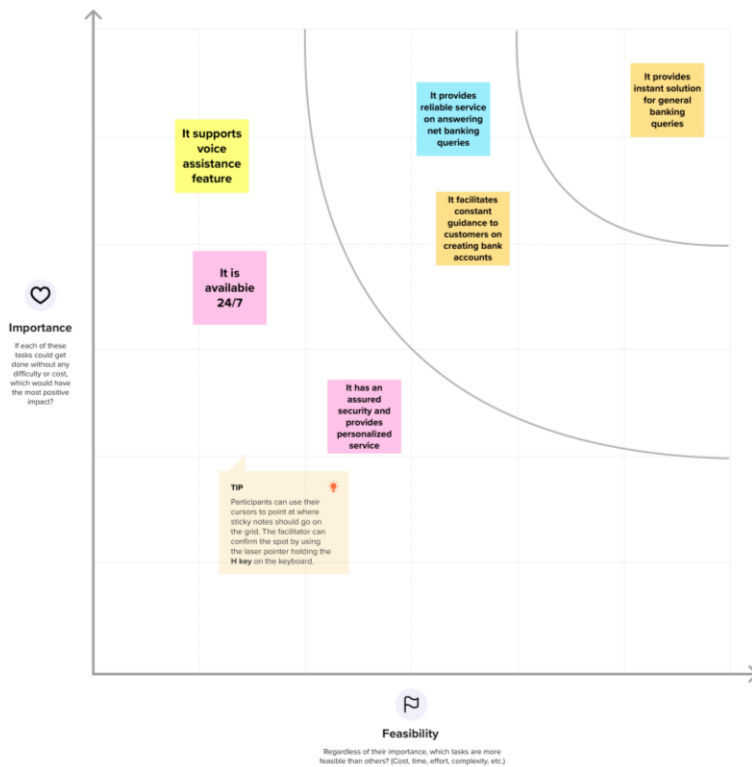 It provides
instant solution
for general
banking
queries
It provides
reliable service
on answering
net banking
queries
It supports
voice
assistance
feature
It facilitates
constant
guidance to
customers on
creating bank
accounts
It is
available
24/7
Importance
If each of these
tasks could get
done without any
difficulty or cost,
which would have
the most positive
impact?
It has an
assured
security and
provides
personalized
service
TIP
Participants can use their
cursors to point at where
sticky notes should go on
the grid. The facilitator can
confirm the spot by using
the laser pointer holding the
H key on the keyboard.
Feasibility
Regardless of their importance, which tasks are more
feasible than others? (Cost, time, effort, complexity, etc.)